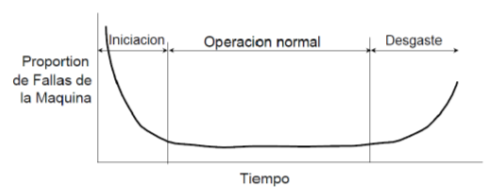 Iniciacion
Operacion normal
Desgaste
Proportion
de Fallas de
la Maquina
Tiempo